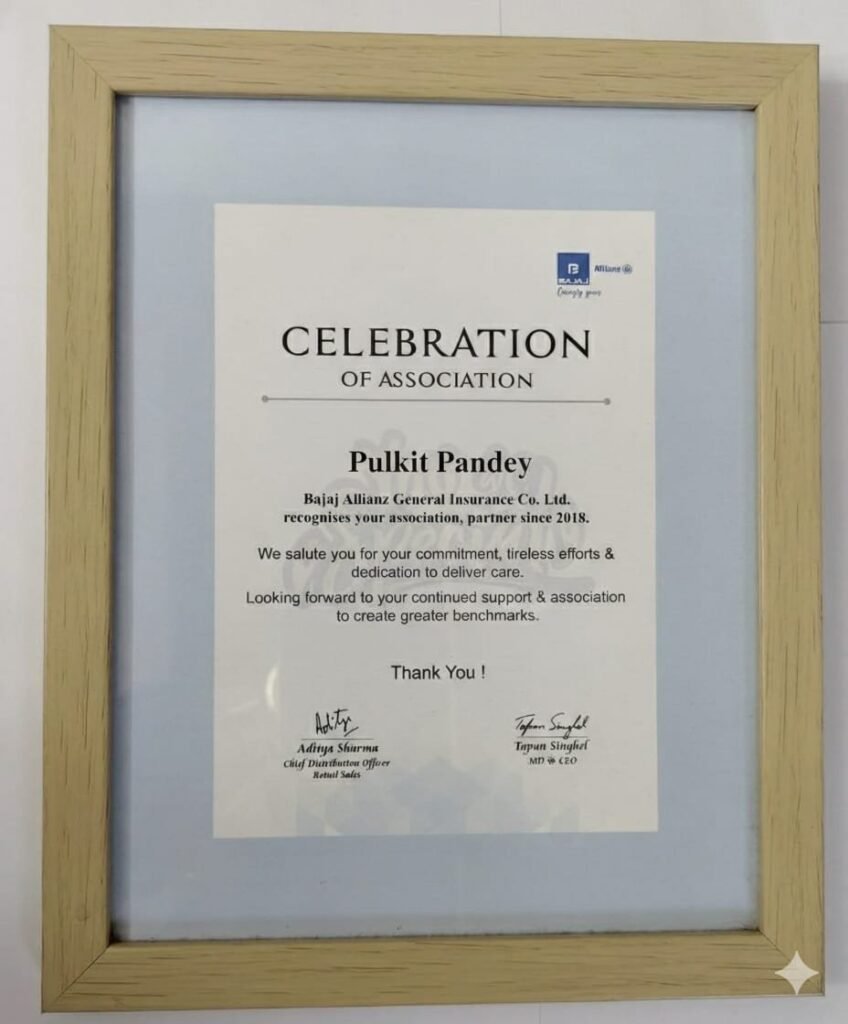 BAJAJ Allianz
Caringly yours
CELEBRATION
OF ASSOCIATION
Pulkit Pandey
Bajaj Allianz General Insurance Co. Ltd.
recognises your association, partner since 2018.
We salute you for your commitment, tireless efforts &
dedication to deliver care.
Looking forward to your continued support & association
to create greater benchmarks.
Thank You !
Aditya
Tapan Singhel
Aditya Sharma
Tapan Singhel
Chief Distribution Officer
MD & CEO
Retail Sales